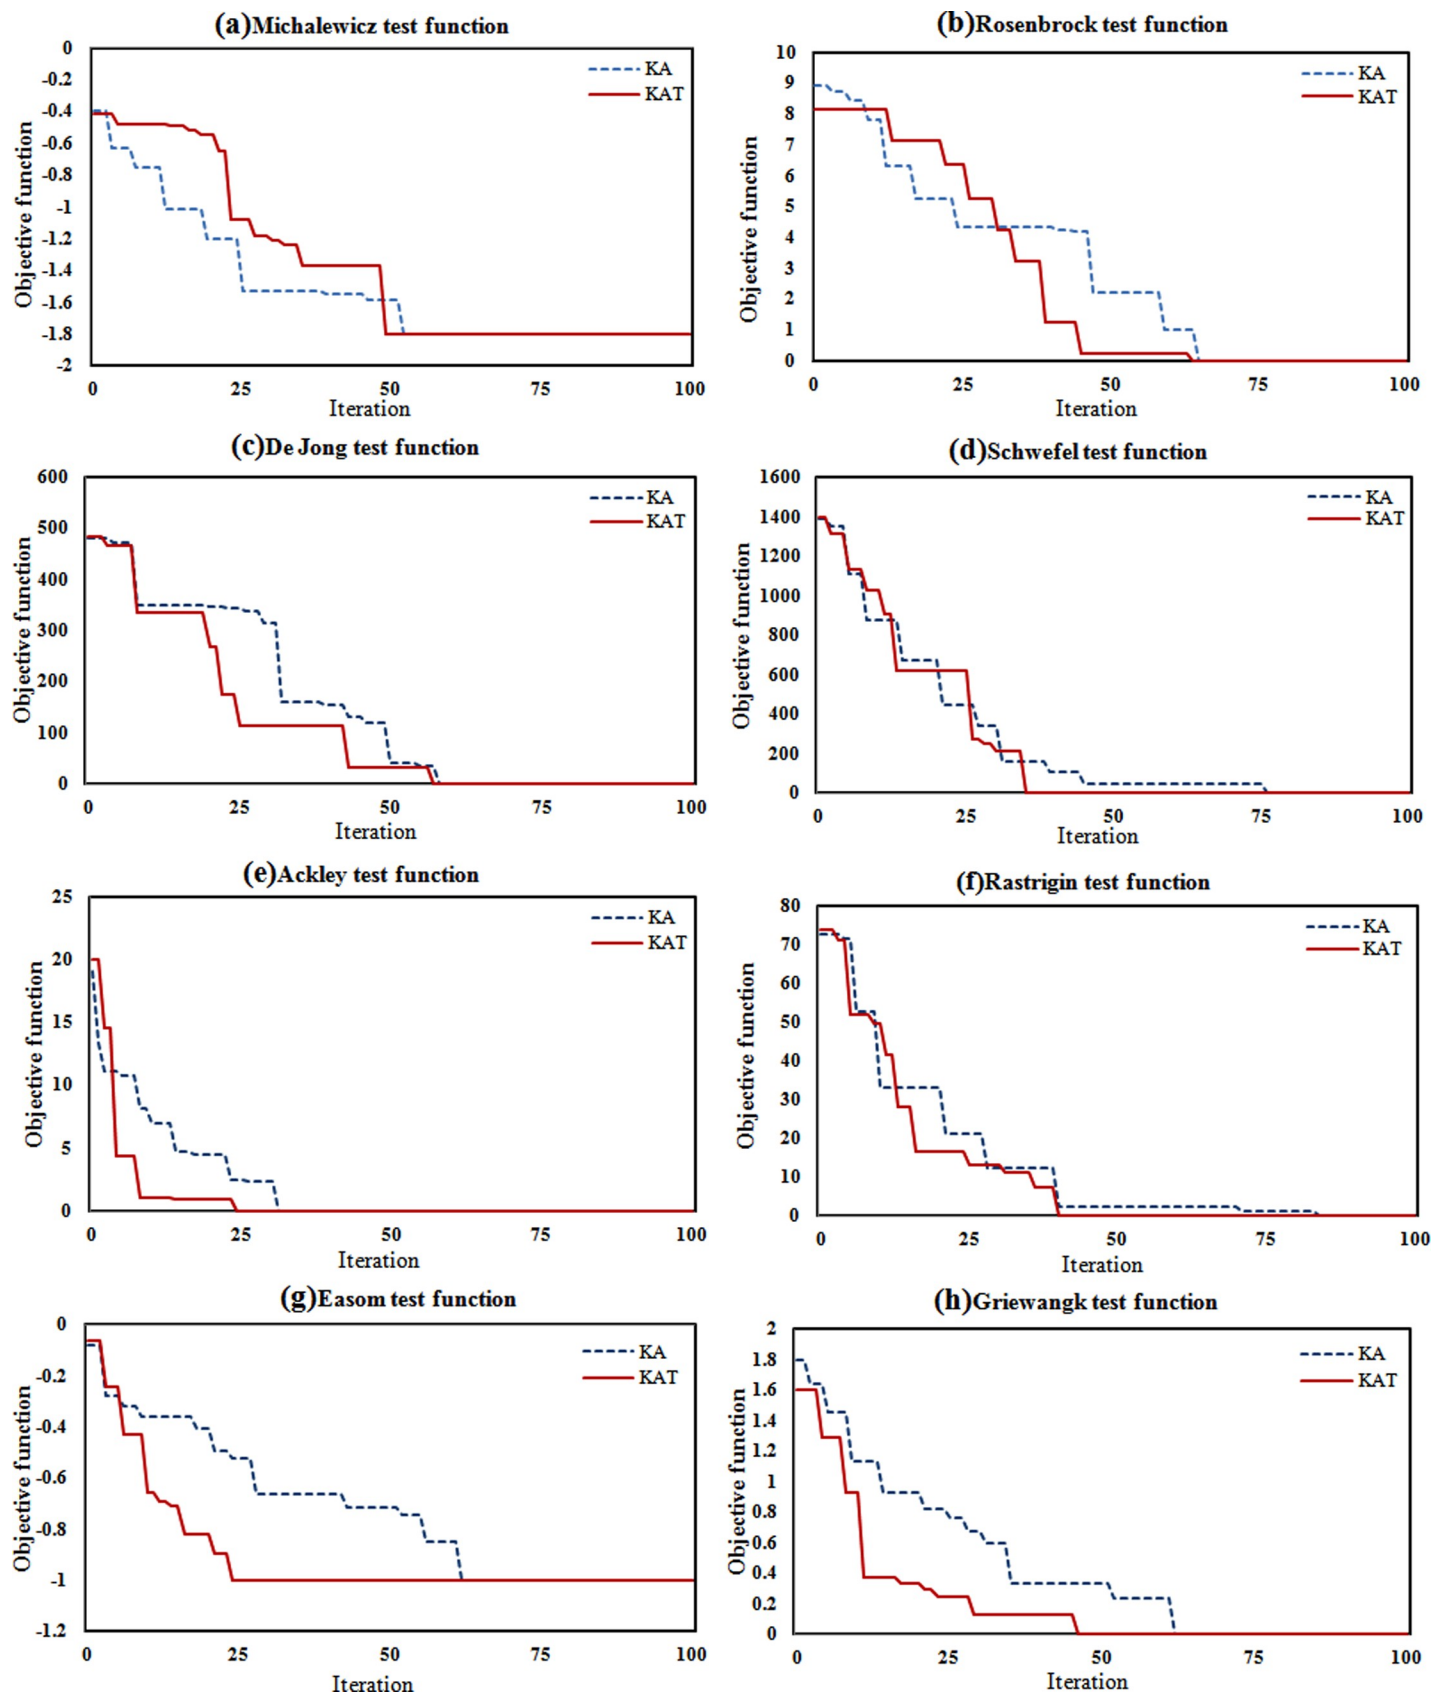 (a)Michalewicz test function
0
-0.2
-0.4
-0.6
-0.8
-1
-1.2
-1.4
-1.6
-1.8
-2
Objective function
KA
KAT
0 25 50 75 100
Iteration
(b)Rosenbrock test function
10
9
8
7
6
5
4
3
2
1
0
Objective function
KA
KAT
0 25 50 75 100
Iteration
(c)De Jong test function
600
500
400
300
200
100
0
Objective function
KA
KAT
0 25 50 75 100
Iteration
(d)Schwefel test function
1600
1400
1200
1000
800
600
400
200
0
Objective function
KA
KAT
0 25 50 75 100
Iteration
(e)Ackley test function
25
20
15
10
5
0
Objective function
KA
KAT
0 25 50 75 100
Iteration
(f)Rastrigin test function
80
70
60
50
40
30
20
10
0
Objective function
KA
KAT
0 25 50 75 100
Iteration
(g)Easom test function
0
-0.2
-0.4
-0.6
-0.8
-1
-1.2
Objective function
KA
KAT
0 25 50 75 100
Iteration
(h)Griewangk test function
2
1.8
1.6
1.4
1.2
1
0.8
0.6
0.4
0.2
0
Objective function
KA
KAT
0 25 50 75 100
Iteration